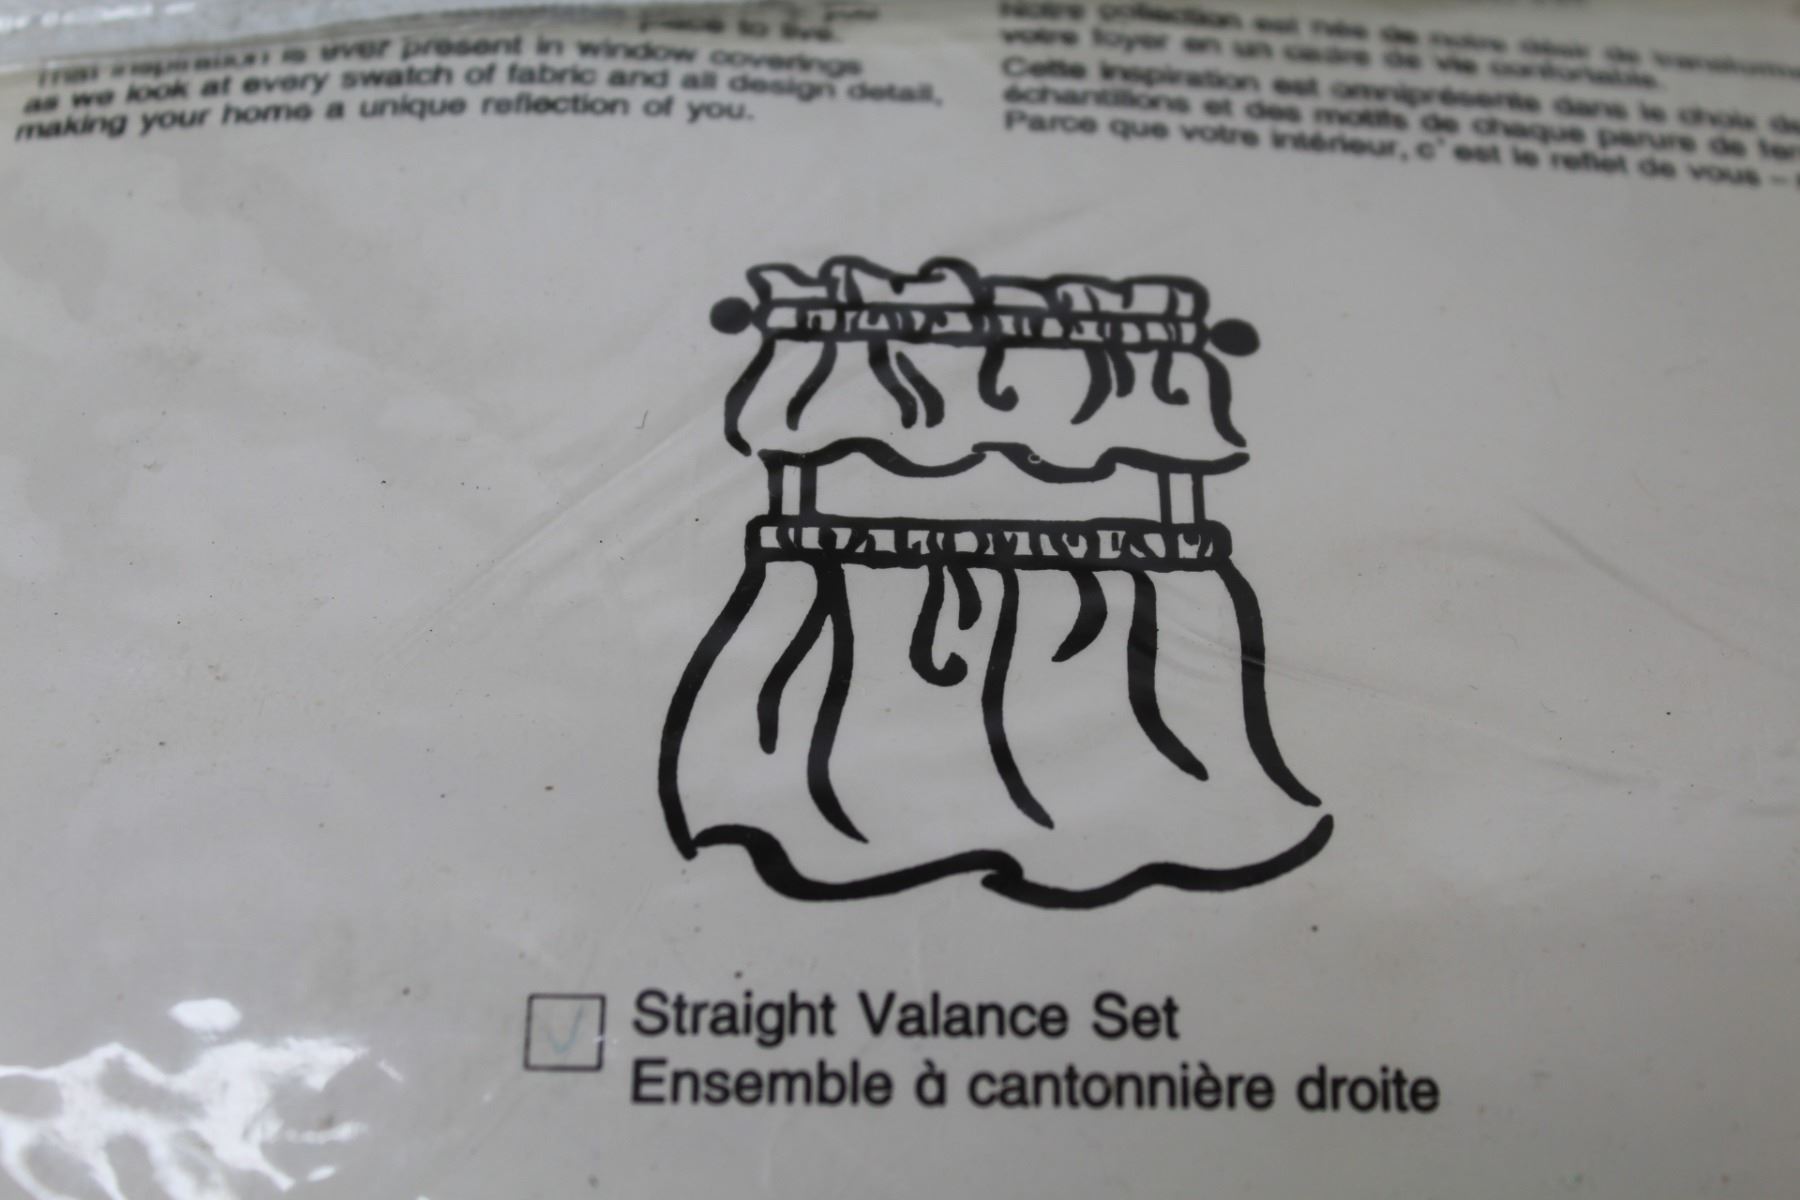 place to live.
That inspiration is ever present in window coverings
as we look at every swatch of fabric and all design detail,
making your home a unique reflection of you.
Notre collection est née de notre désir de
votre foyer en un cadre de vie confortable.
Cette inspiration est omniprésente dans le choix
échantillons et des motifs de chaque parure de
Parce que votre intérieur, c' est le reflet de vous –
Straight Valance Set
Ensemble à cantonnière droite